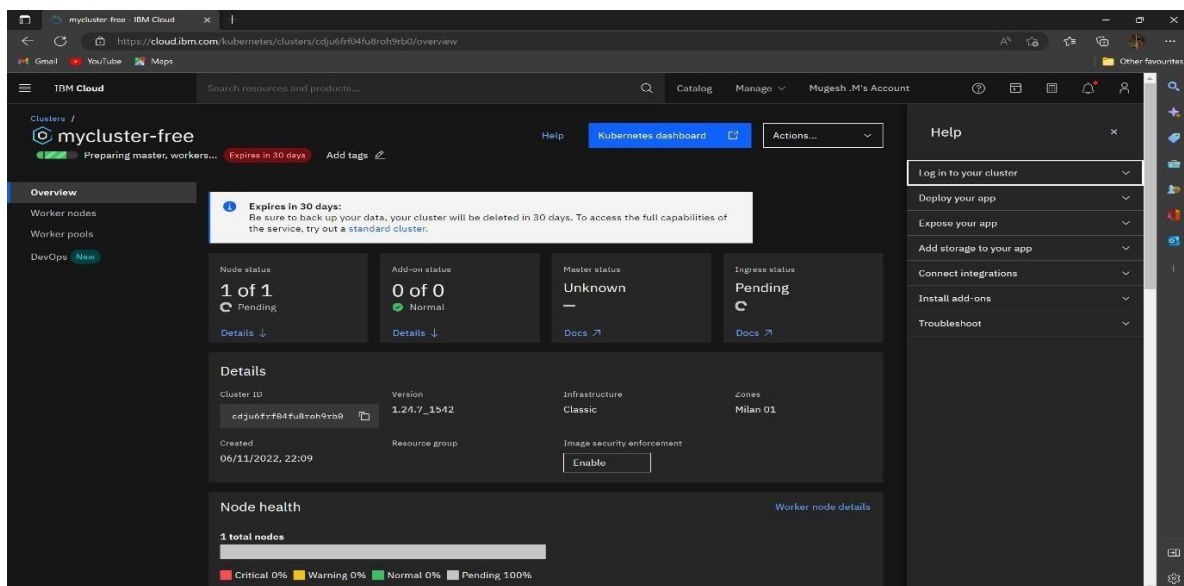 mycluster-free - IBM Cloud
https://cloud.ibm.com/kubernetes/clusters/cdju6frf04fu8roh9rb0/overview
Gmail YouTube Maps Other favourites
IBM Cloud Search resources and products... Catalog Manage Mugesh .M's Account
Clusters /
mycluster-free
Help Kubernetes dashboard Actions...
Preparing master, workers... Expires in 30 days Add tags
Overview
Worker nodes
Worker pools
DevOps New
Expires in 30 days:
Be sure to back up your data, your cluster will be deleted in 30 days. To access the full capabilities of
the service, try out a standard cluster.
Node status
1 of 1
Pending
Details
Add-on status
0 of 0
Normal
Details
Master status
Unknown
—
Docs
Ingress status
Pending
Docs
Details
Cluster ID
cdju6frf04fu8roh9rb0
Version
1.24.7_1542
Infrastructure
Classic
Zones
Milan 01
Created
06/11/2022, 22:09
Resource group
Image security enforcement
Enable
Node health
Worker node details
1 total nodes
Critical 0% Warning 0% Normal 0% Pending 100%
Help
Log in to your cluster
Deploy your app
Expose your app
Add storage to your app
Connect integrations
Install add-ons
Troubleshoot